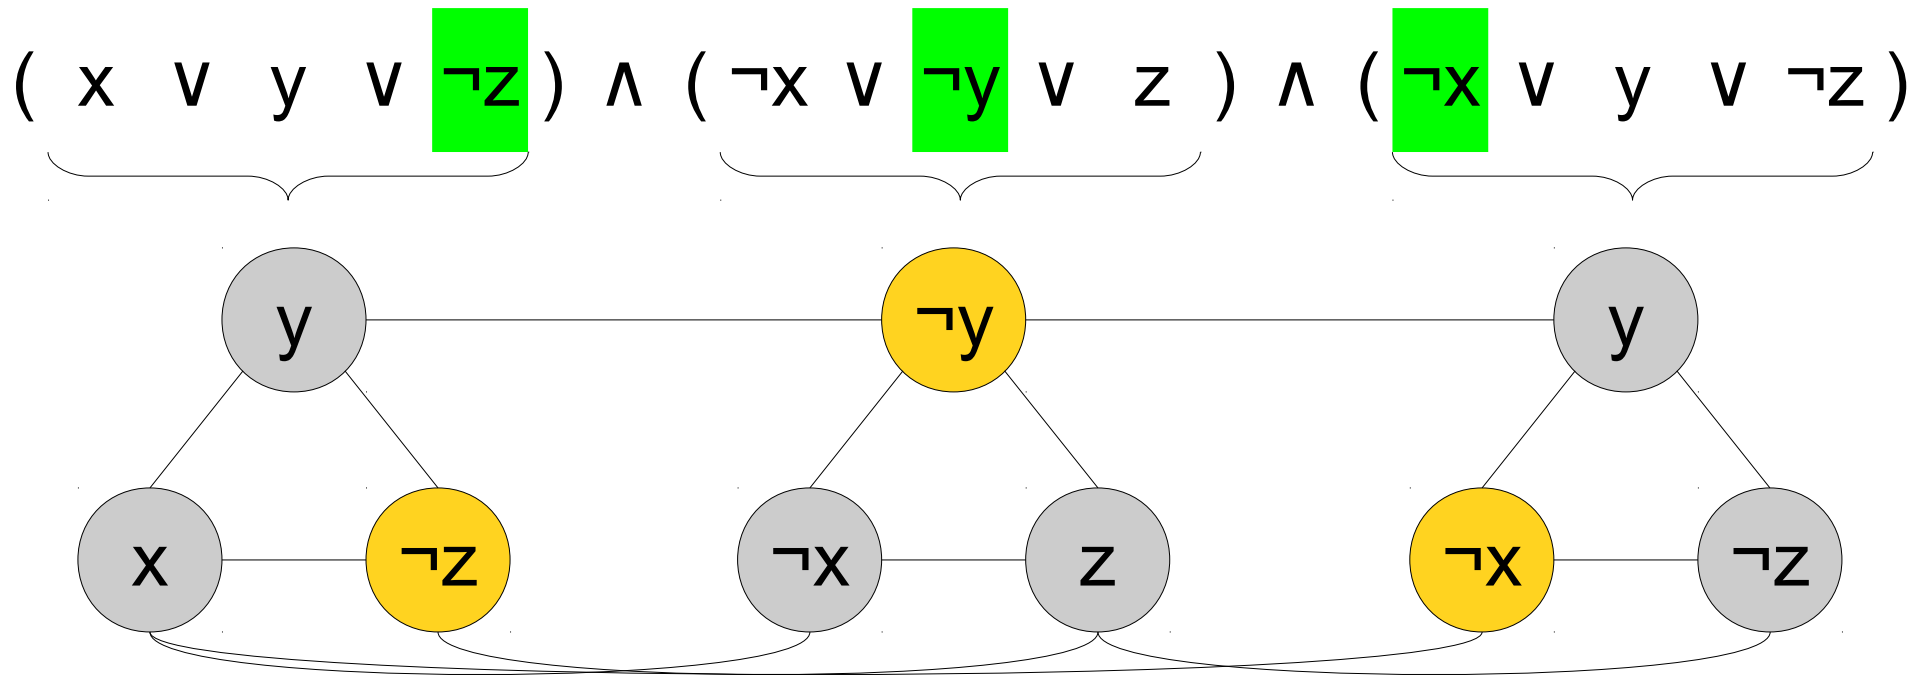 ( x ∨ y ∨ ¬z ) ∧ ( ¬x ∨ ¬y ∨ z ) ∧ ( ¬x ∨ y ∨ ¬z )
y ¬y y
x ¬z ¬x z ¬x ¬z